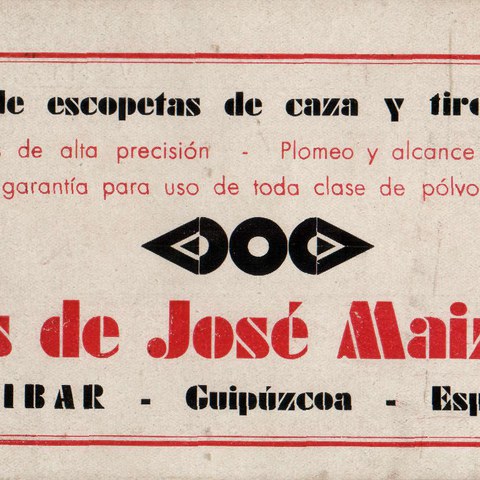 de escopetas de caza y tiro
s de alta precisión - Plomeo y alcance
garantía para uso de toda clase de pólvo
s de José Maiz
IBAR - Guipúzcoa - Esp